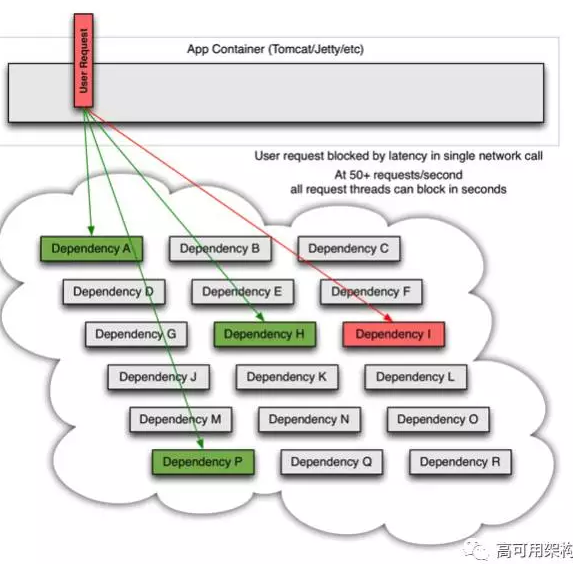 User Request
App Container (Tomcat/Jetty/etc)
User request blocked by latency in single network call
At 50+ requests/second
all request threads can block in seconds
Dependency A
Dependency B
Dependency C
Dependency D
Dependency E
Dependency F
Dependency G
Dependency H
Dependency I
Dependency J
Dependency K
Dependency L
Dependency M
Dependency N
Dependency O
Dependency P
Dependency Q
Dependency R
高可用架构